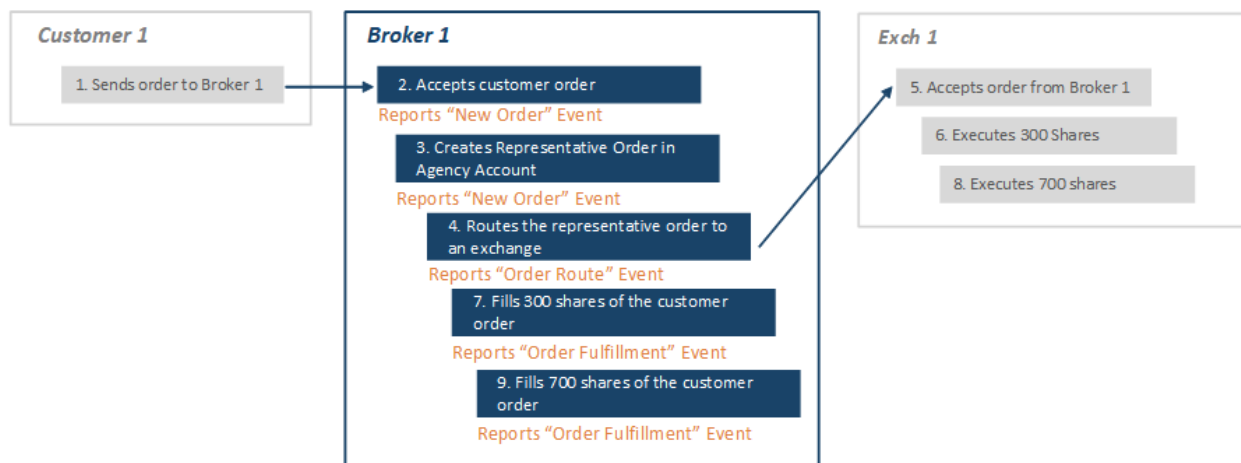 Customer 1
1. Sends order to Broker 1
Broker 1
2. Accepts customer order
Reports “New Order” Event
3. Creates Representative Order in
Agency Account
Reports “New Order” Event
4. Routes the representative order to
an exchange
Reports “Order Route” Event
7. Fills 300 shares of the customer
order
Reports “Order Fulfillment” Event
9. Fills 700 shares of the customer
order
Reports “Order Fulfillment” Event
Exch 1
5. Accepts order from Broker 1
6. Executes 300 Shares
8. Executes 700 shares